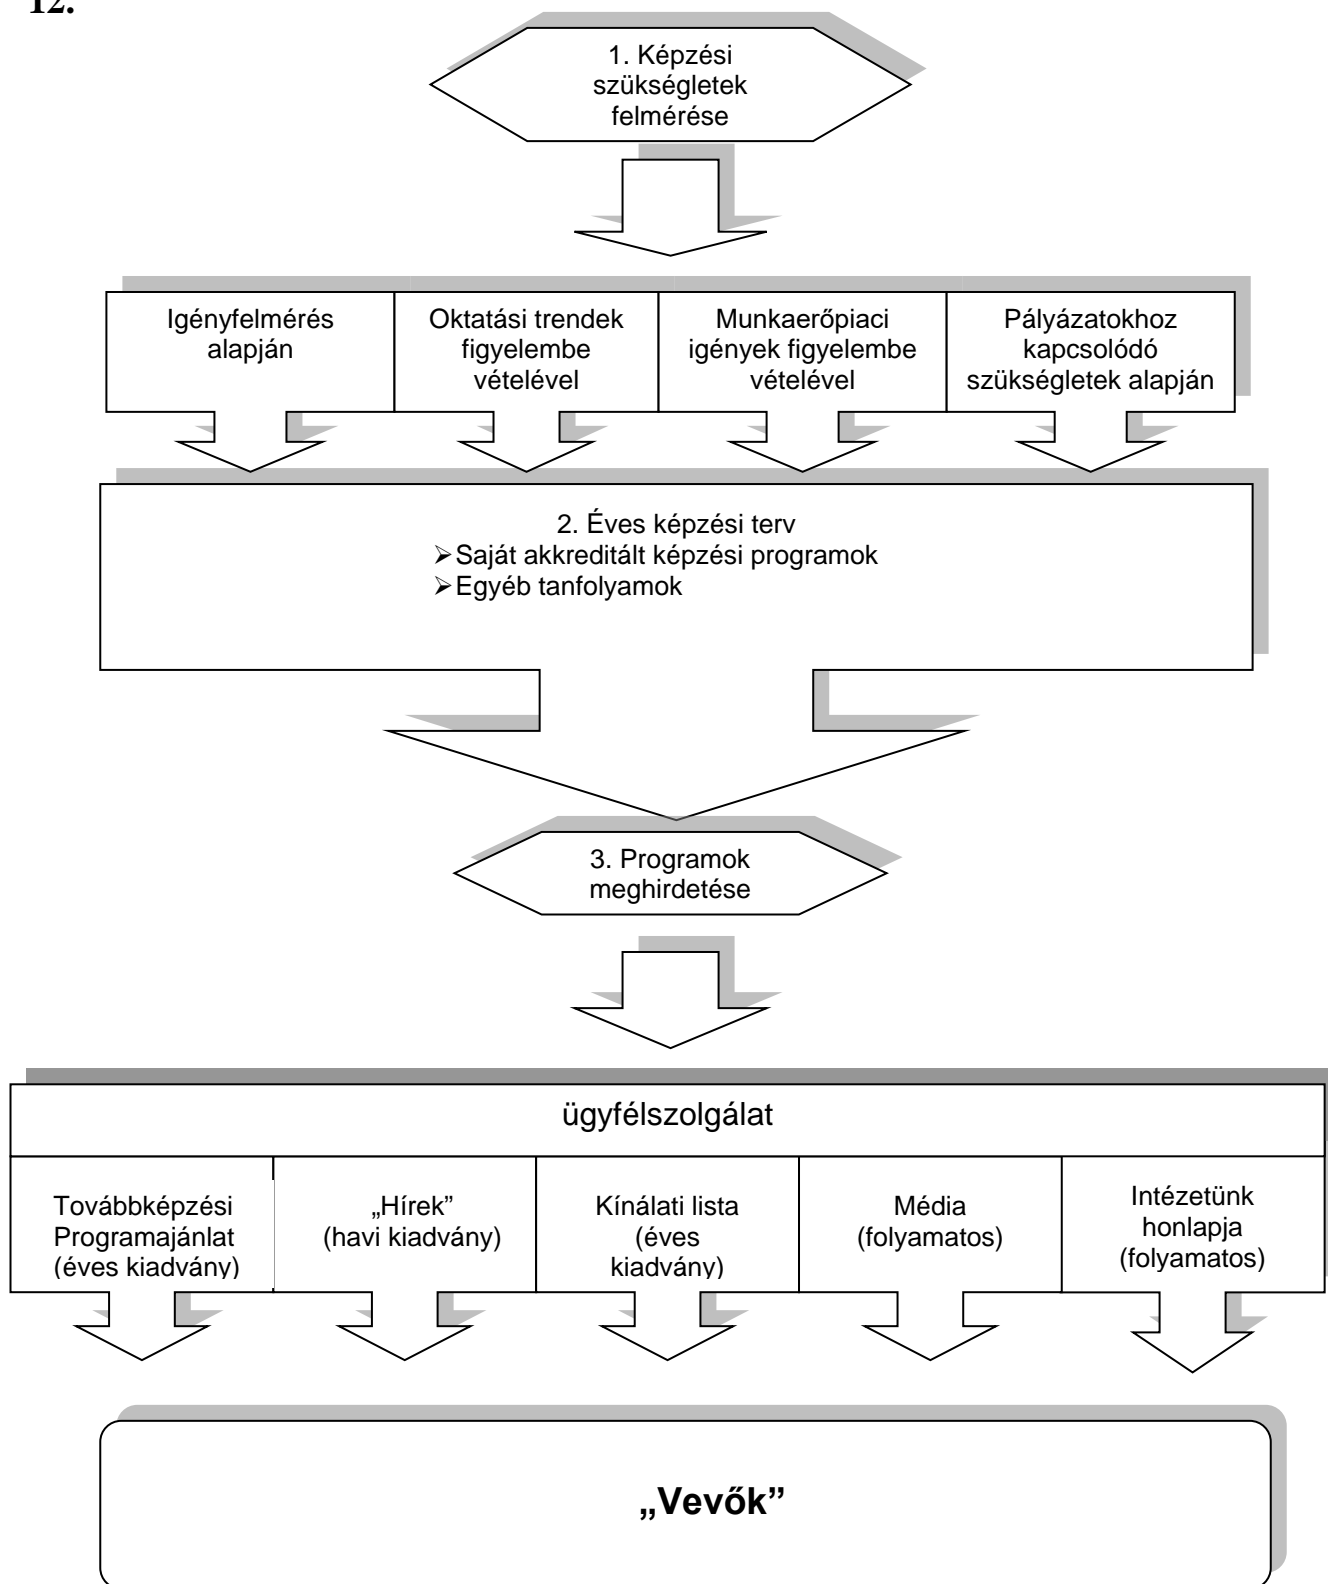 12.
1. Képzési
szükségletek
felmérése
Igényfelmérés
alapján
Oktatási trendek
figyelembe
vételével
Munkaerőpiaci
igények figyelembe
vételével
Pályázatokhoz
kapcsolódó
szükségletek alapján
2. Éves képzési terv
➢ Saját akkreditált képzési programok
➢ Egyéb tanfolyamok
3. Programok
meghirdetése
ügyfélszolgálat
Továbbképzési
Programajánlat
(éves kiadvány)
„Hírek”
(havi kiadvány)
Kínálati lista
(éves
kiadvány)
Média
(folyamatos)
Intézetünk
honlapja
(folyamatos)
„Vevők”